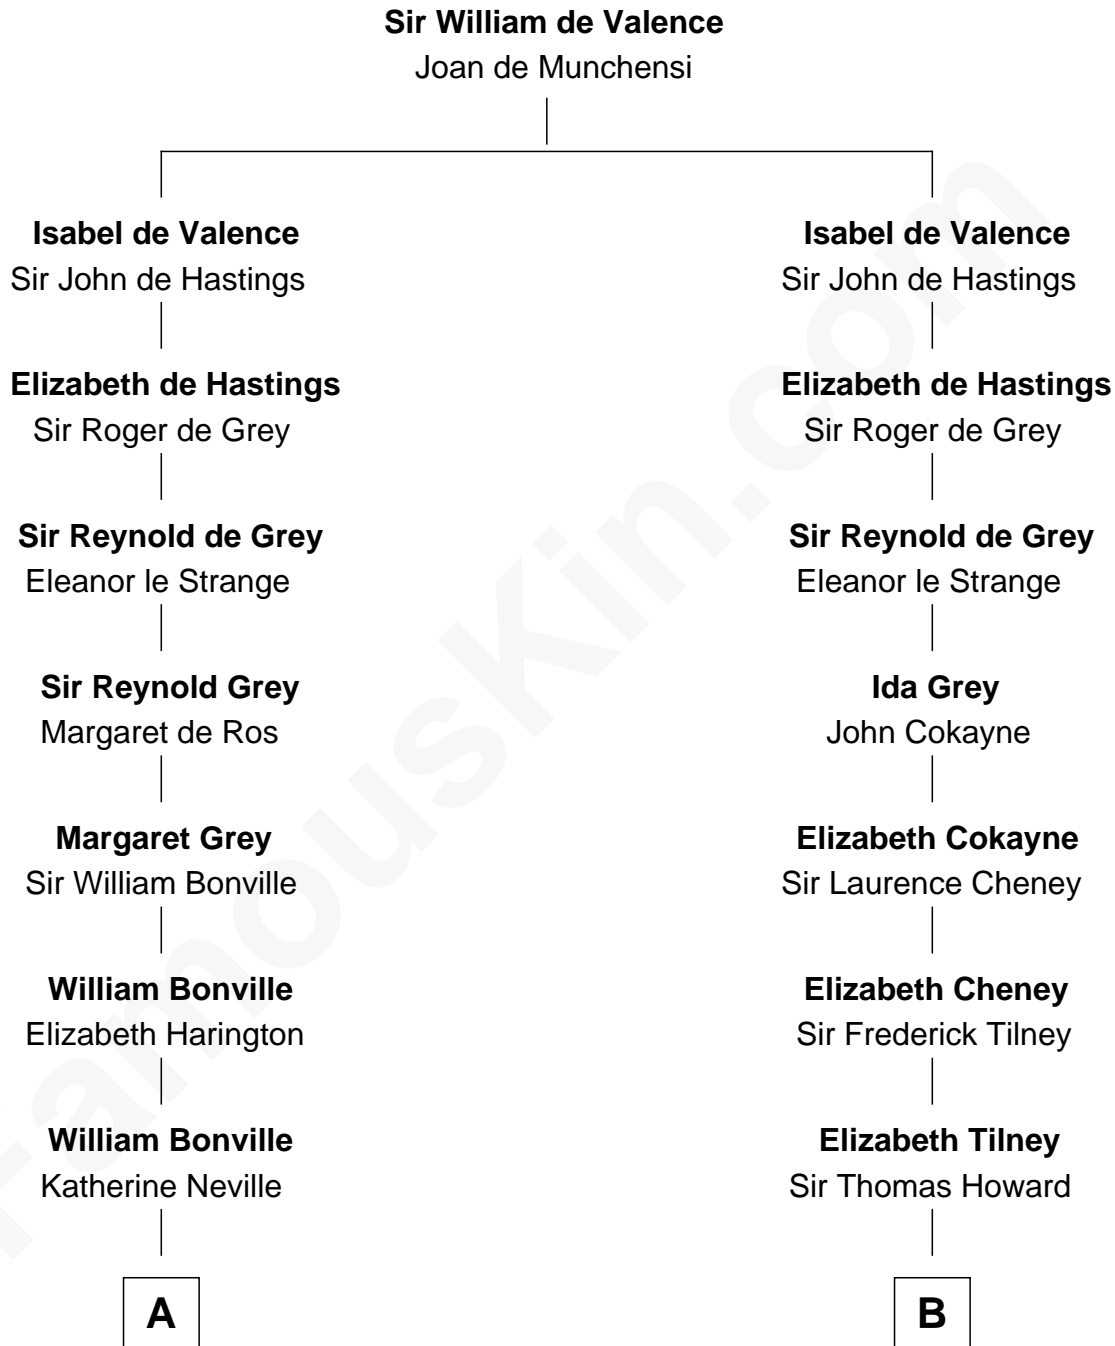 Sir William de Valence
Joan de Munchensi
Isabel de Valence
Sir John de Hastings
Isabel de Valence
Sir John de Hastings
Elizabeth de Hastings
Sir Roger de Grey
Elizabeth de Hastings
Sir Roger de Grey
Sir Reynold de Grey
Eleanor le Strange
Sir Reynold de Grey
Eleanor le Strange
Sir Reynold Grey
Margaret de Ros
Ida Grey
John Cokayne
Margaret Grey
Sir William Bonville
Elizabeth Cokayne
Sir Laurence Cheney
William Bonville
Elizabeth Harington
Elizabeth Cheney
Sir Frederick Tilney
William Bonville
Katherine Neville
Elizabeth Tilney
Sir Thomas Howard
A
B
FamousKin.com